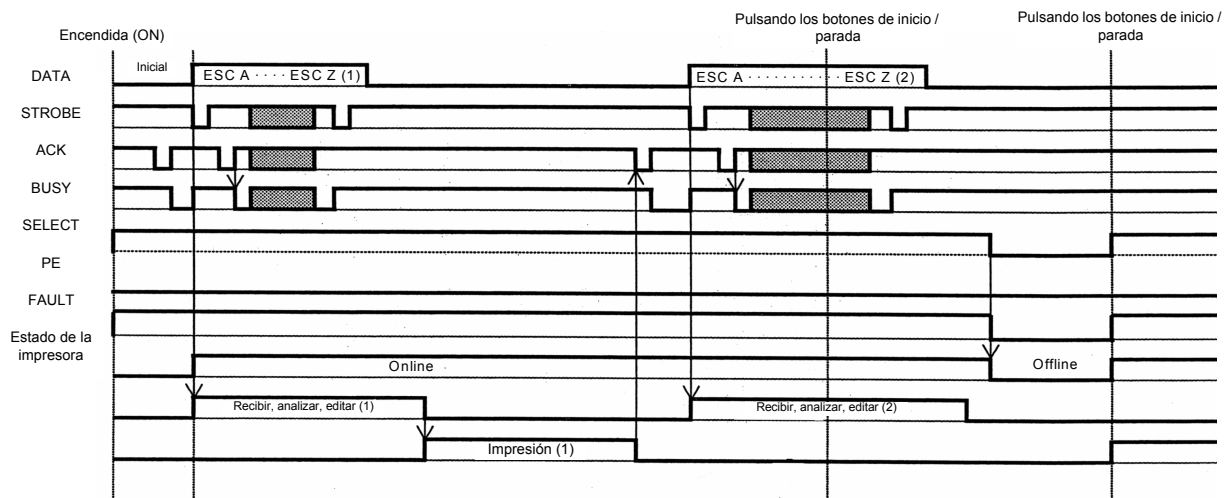 Pulsando los botones de inicio /
parada
Pulsando los botones de inicio /
parada
Encendida (ON)
Inicial
DATA
ESC A · · · · ESC Z (1)
ESC A · · · · · · · · · · · · ESC Z (2)
STROBE
ACK
BUSY
SELECT
PE
FAULT
Estado de la
impresora
Online
Offline
Recibir, analizar, editar (1)
Recibir, analizar, editar (2)
Impresión (1)